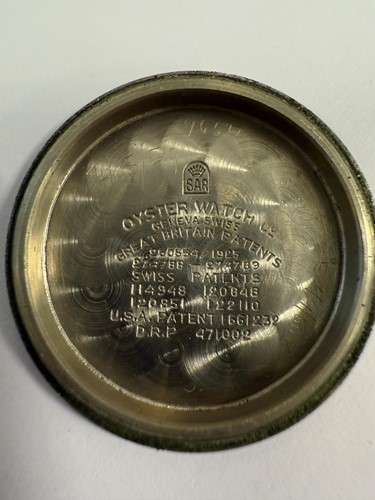 SAR
OYSTER WATCH Co.
GENEVA SWISS
GREAT BRITAIN PATENTS
260554/1925
274789
SWISS PATENTS
114948 120848
120851 122110
U.S.A. PATENT 1661232
D.R.P. 471002